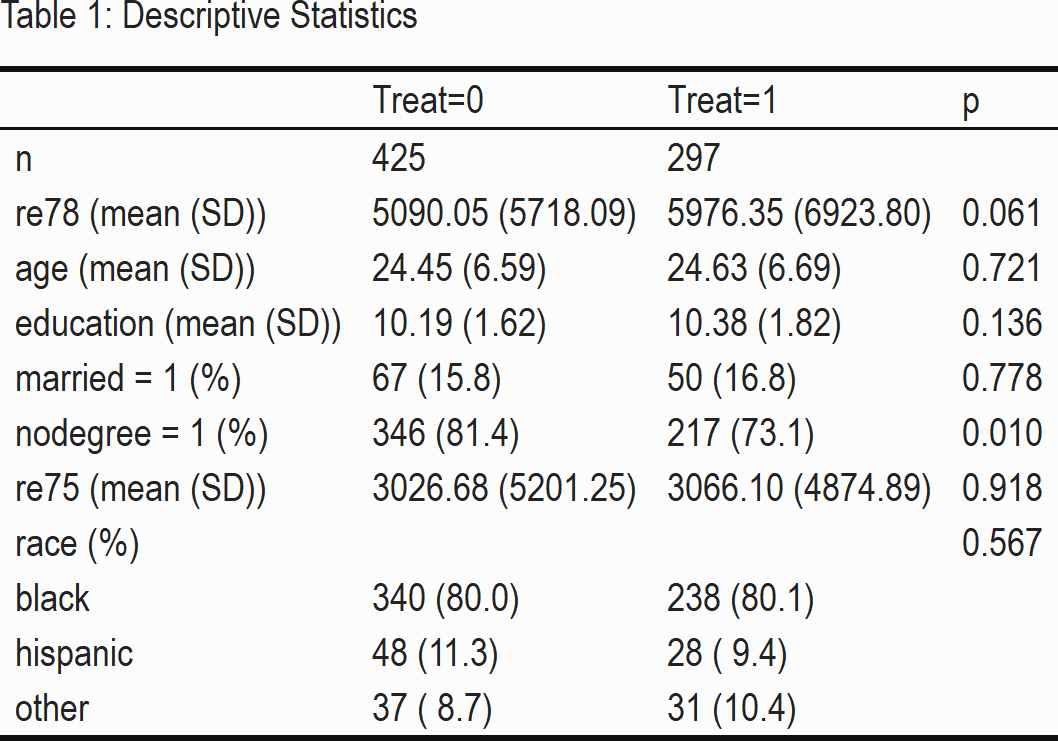 Table 1: Descriptive Statistics
Treat=0 Treat=1 p
n 425 297
re78 (mean (SD)) 5090.05 (5718.09) 5976.35 (6923.80) 0.061
age (mean (SD)) 24.45 (6.59) 24.63 (6.69) 0.721
education (mean (SD)) 10.19 (1.62) 10.38 (1.82) 0.136
married = 1 (%) 67 (15.8) 50 (16.8) 0.778
nodegree = 1 (%) 346 (81.4) 217 (73.1) 0.010
re75 (mean (SD)) 3026.68 (5201.25) 3066.10 (4874.89) 0.918
race (%) 0.567
black 340 (80.0) 238 (80.1)
hispanic 48 (11.3) 28 ( 9.4)
other 37 ( 8.7) 31 (10.4)